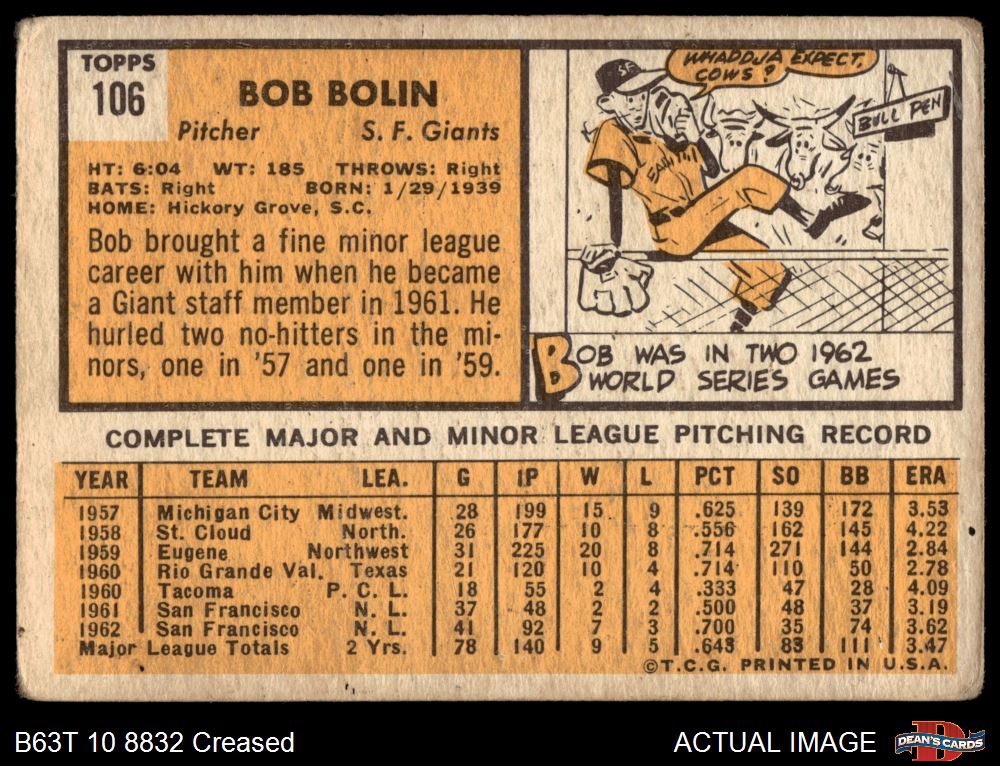 TOPPS
106
BOB BOLIN
Pitcher S. F. Giants
HT: 6:04 WT: 185 THROWS: Right
BATS: Right BORN: 1/29/1939
HOME: Hickory Grove, S.C.
Bob brought a fine minor league
career with him when he became
a Giant staff member in 1961. He
hurled two no-hitters in the mi-
nors, one in '57 and one in '59.
WHADDJA EXPECT,
COWS?
SF
BULL PEN
BOB WAS IN TWO 1962
WORLD SERIES GAMES
COMPLETE MAJOR AND MINOR LEAGUE PITCHING RECORD
YEAR TEAM LEA. G IP W L PCT SO BB ERA
1957 Michigan City Midwest. 28 199 15 9 .625 139 172 3.53
1958 St. Cloud North. 26 177 10 8 .556 162 145 4.22
1959 Eugene Northwest 31 225 20 8 .714 271 144 2.84
1960 Rio Grande Val. Texas 21 120 10 4 .714 110 50 2.78
1960 Tacoma P. C. L. 18 55 2 4 .333 47 28 4.09
1961 San Francisco N. L. 37 48 2 2 .500 48 37 3.19
1962 San Francisco N. L. 41 92 7 3 .700 35 74 3.62
Major League Totals 2 Yrs. 78 140 9 5 .643 83 111 3.47
©T.C.G. PRINTED IN U.S.A.
B63T 10 8832 Creased
ACTUAL IMAGE
DEAN'S CARDS